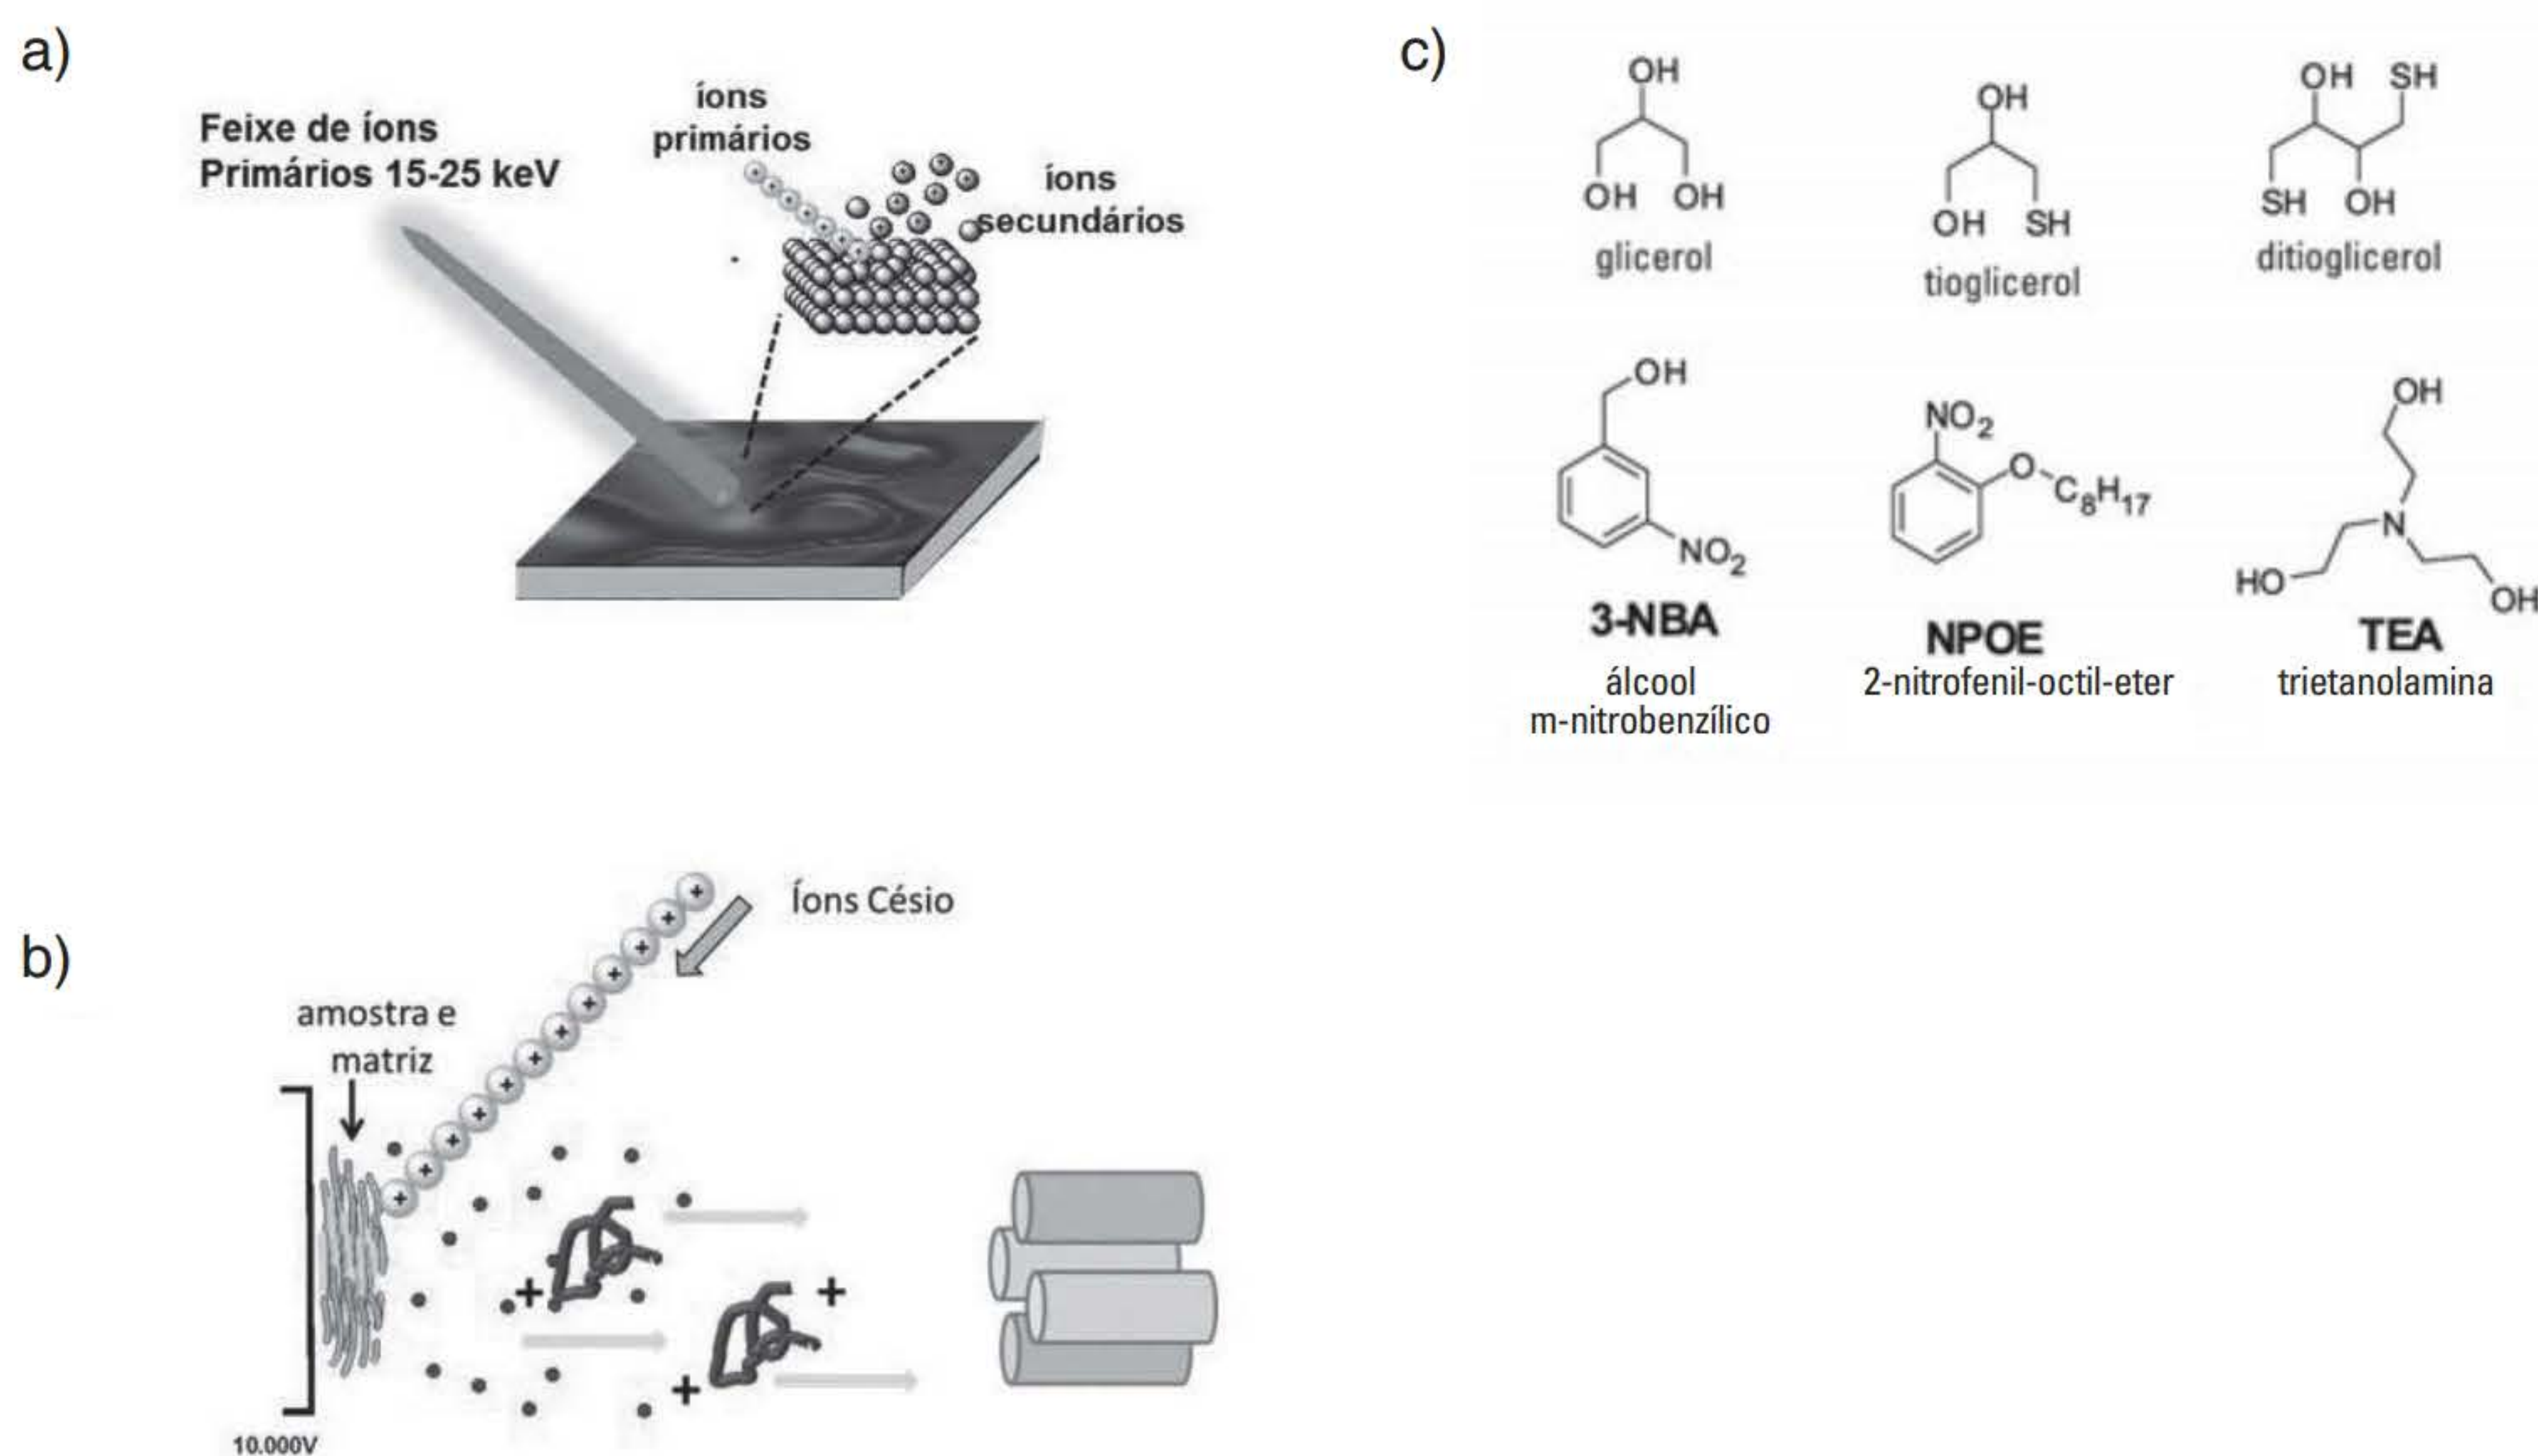 a)
Feixe de íons
Primários 15-25 keV
íons
primários
íons
secundários
c)
OH
OH OH
glicerol
OH
OH SH
tioglicerol
OH SH
SH OH
ditioglicerol
OH
NO2
3-NBA
álcool
m-nitrobenzílico
NO2
O
C8H17
NPOE
2-nitrofenil-octil-eter
OH
N
HO
OH
TEA
trietanolamina
b)
Íons Césio
amostra e
matriz
10.000V